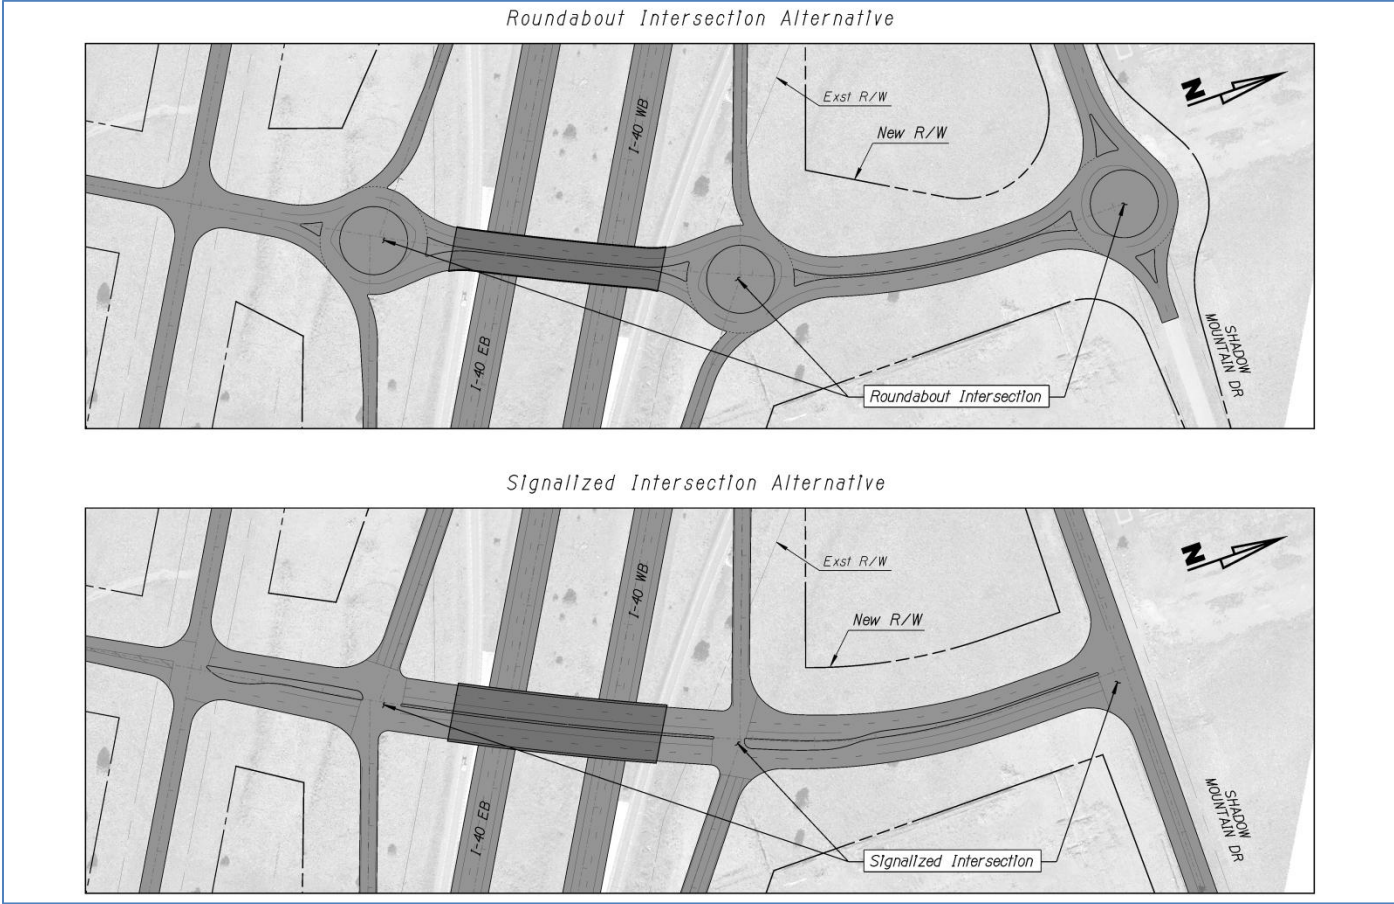 Roundabout Intersection Alternative
Exst R/W
N
I-40 WB
New R/W
I-40 EB
SHADOW
MOUNTAIN DR
Roundabout Intersection
Signalized Intersection Alternative
Exst R/W
N
I-40 WB
New R/W
I-40 EB
SHADOW
MOUNTAIN DR
Signalized Intersection